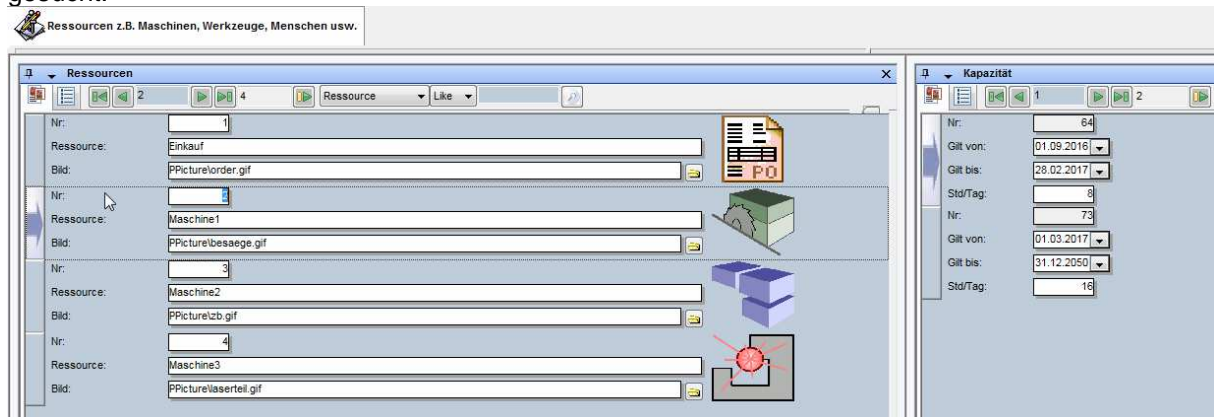 Ressourcen z.B. Maschinen, Werkzeuge, Menschen usw.
Ressourcen
2 4 Ressource Like
Nr: 1
Ressource: Einkauf
Bild: PPicture\order.gif
PO
Nr: 2
Ressource: Maschine1
Bild: PPicture\besaege.gif
Nr: 3
Ressource: Maschine2
Bild: PPicture\zb.gif
Nr: 4
Ressource: Maschine3
Bild: PPicture\laserteil.gif
Kapazität
1 2
Nr: 64
Gilt von: 01.09.2016
Gilt bis: 28.02.2017
Std/Tag: 8
Nr: 73
Gilt von: 01.03.2017
Gilt bis: 31.12.2050
Std/Tag: 16